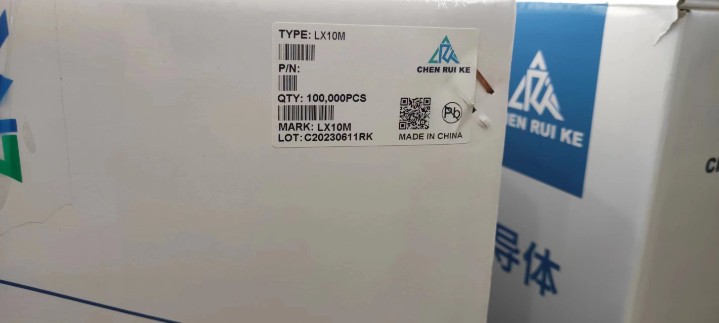 TYPE: LX10M
CHEN RUI KE
P/N:
QTY: 100,000PCS
Pb
MARK: LX10M
LOT: C20230611RK
MADE IN CHINA
CHEN RUI KE
导体